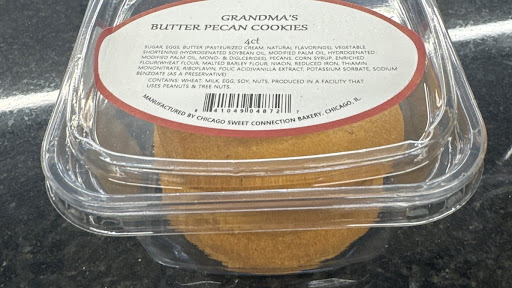 GRANDMA'S
BUTTER PECAN COOKIES
4ct
SUGAR, EGGS, BUTTER (PASTEURIZED CREAM, NATURAL FLAVORINGS), VEGETABLE
SHORTENING (HYDROGENATED SOYBEAN OIL, MODIFIED PALM OIL, HYDROGENATED-
MODIFIED PALM OIL, MONO- & DIGLICERIDES), PECANS, CORN SYRUP, ENRICHED
FLOUR(WHEAT FLOUR, MALTED BARLEY FLOUR, NIACIN, REDUCED IRON, THIAMIN
MONONITRATE, RIBOFLAVIN, FOLIC ACID)VANILLA EXTRACT, POTASSIUM SORBATE, SODIUM
BENZOATE (AS A PRESERVATIVE)
CONTAINS: WHEAT, MILK, EGG, SOY, NUTS, PRODUCED IN A FACILITY THAT
USES PEANUTS & TREE NUTS.
MANUFACTURED BY CHICAGO SWEET CONNECTION BAKERY, CHICAGO, IL